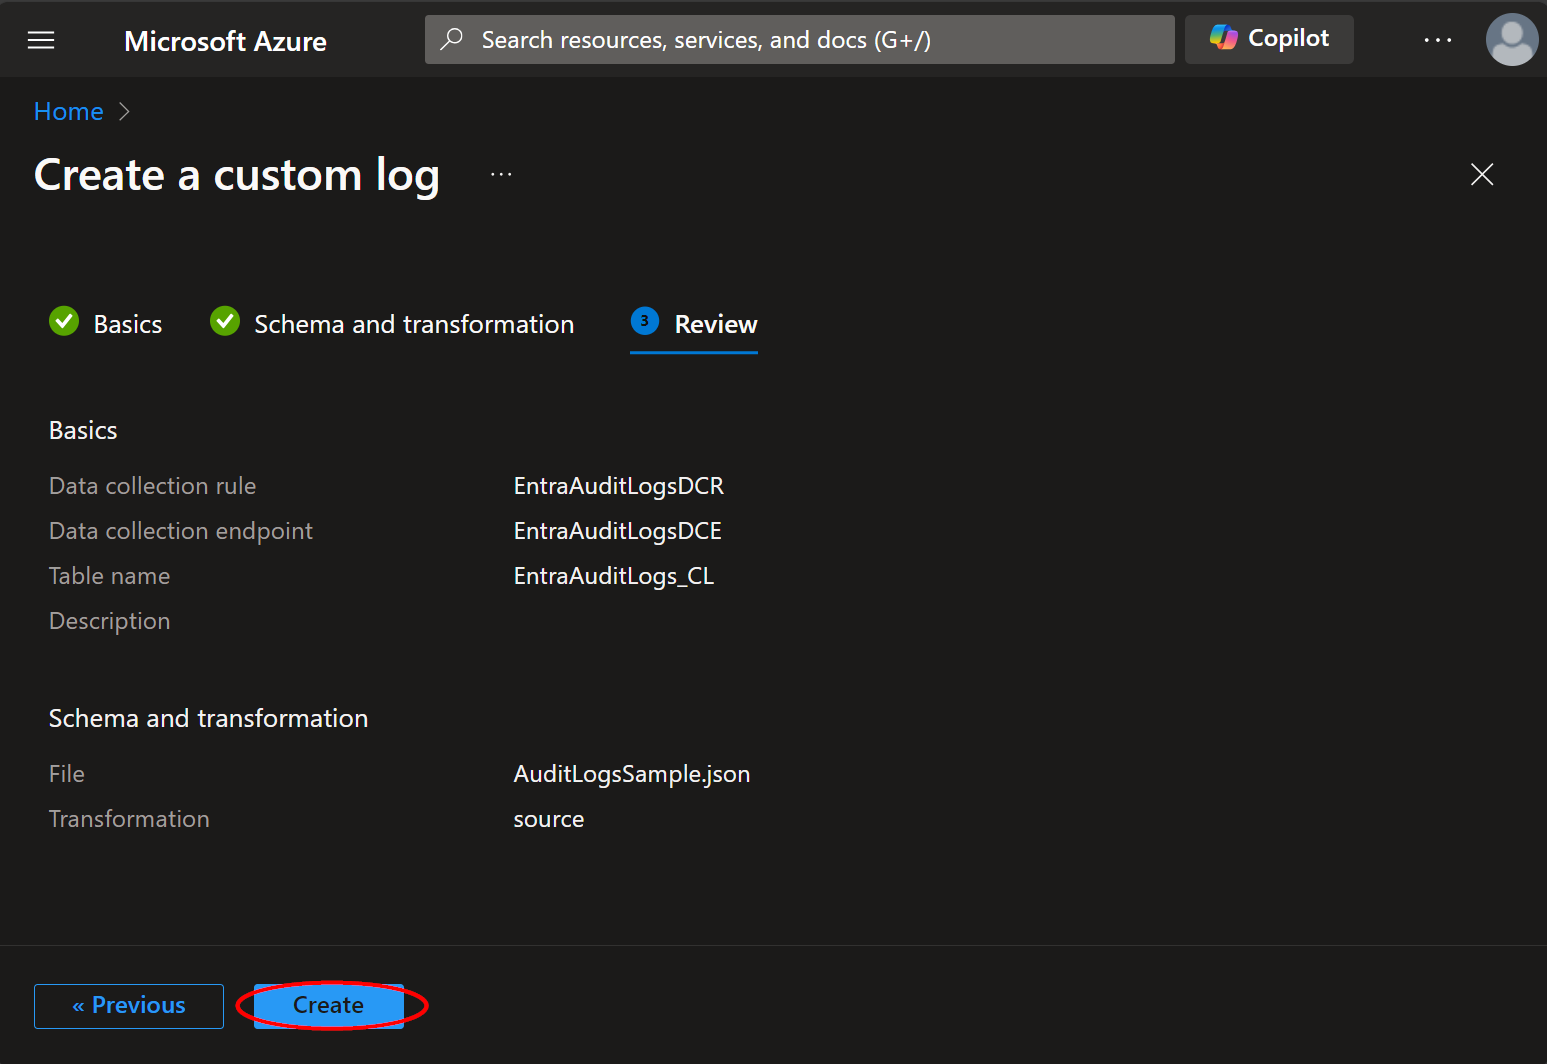 Microsoft Azure
Search resources, services, and docs (G+/)
Copilot
...
Home >
Create a custom log ...
Basics
Schema and transformation
3 Review
Basics
Data collection rule EntraAuditLogsDCR
Data collection endpoint EntraAuditLogsDCE
Table name EntraAuditLogs_CL
Description
Schema and transformation
File AuditLogsSample.json
Transformation source
« Previous
Create